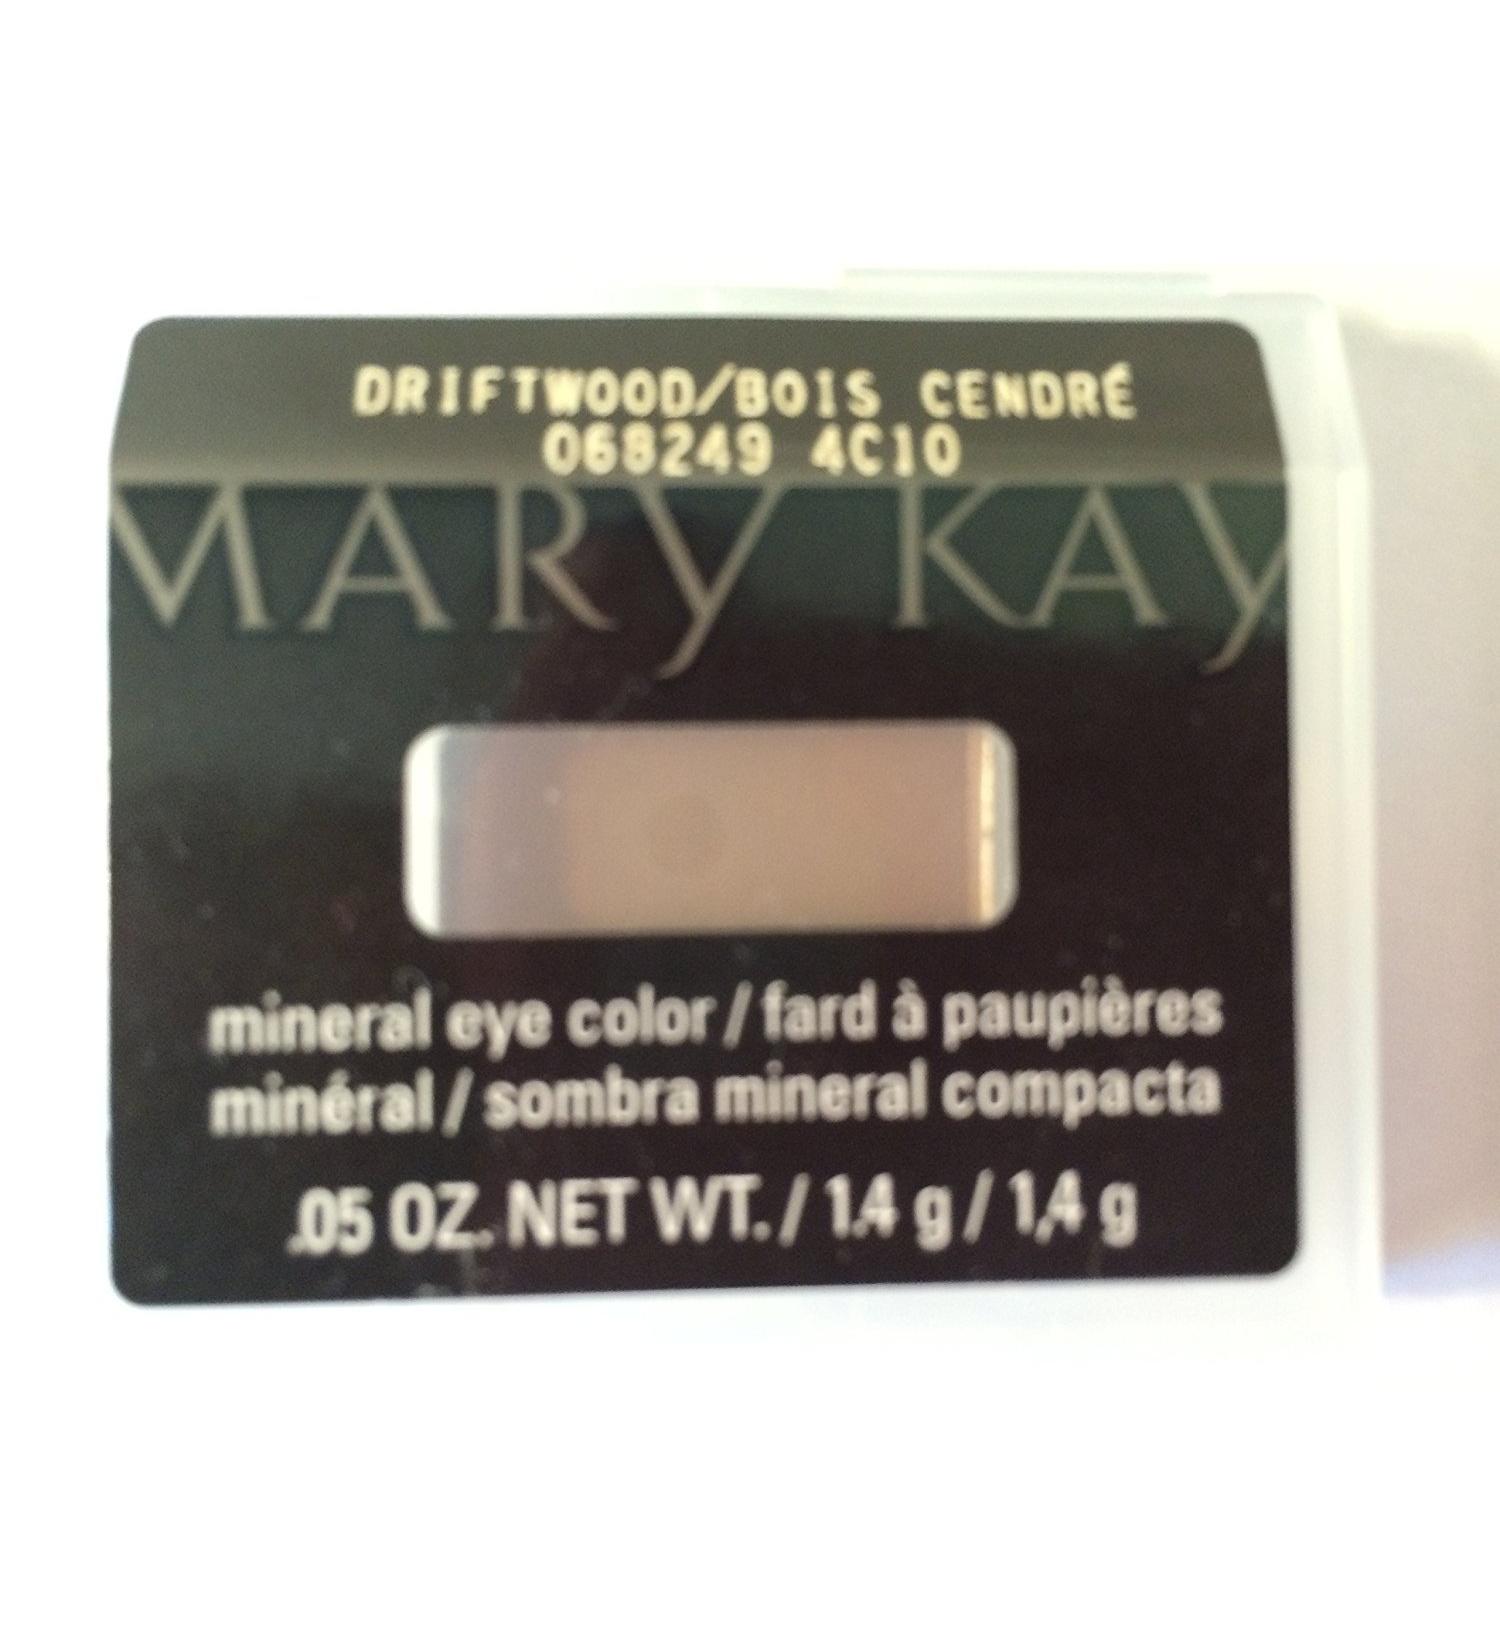 DRIFTWOOD/BOIS CENDRÉ
068249 4C10
MARY KAY
mineral eye color / fard à paupières
minéral / sombra mineral compacta
.05 OZ. NET WT. / 1.4 g / 1,4 g